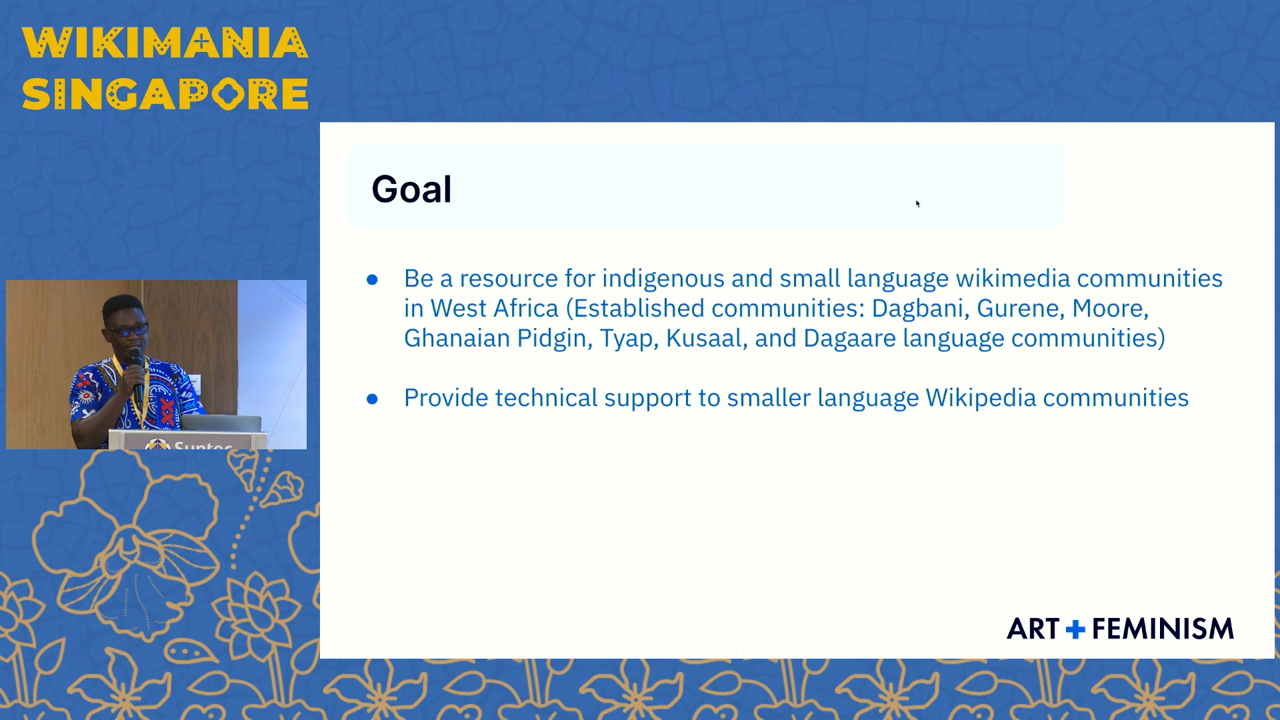 WIKIMANIA
SINGAPORE
Goal
● Be a resource for indigenous and small language wikimedia communities
in West Africa (Established communities: Dagbani, Gurene, Moore,
Ghanaian Pidgin, Tyap, Kusaal, and Dagaare language communities)
● Provide technical support to smaller language Wikipedia communities
Suntec
ART + FEMINISM